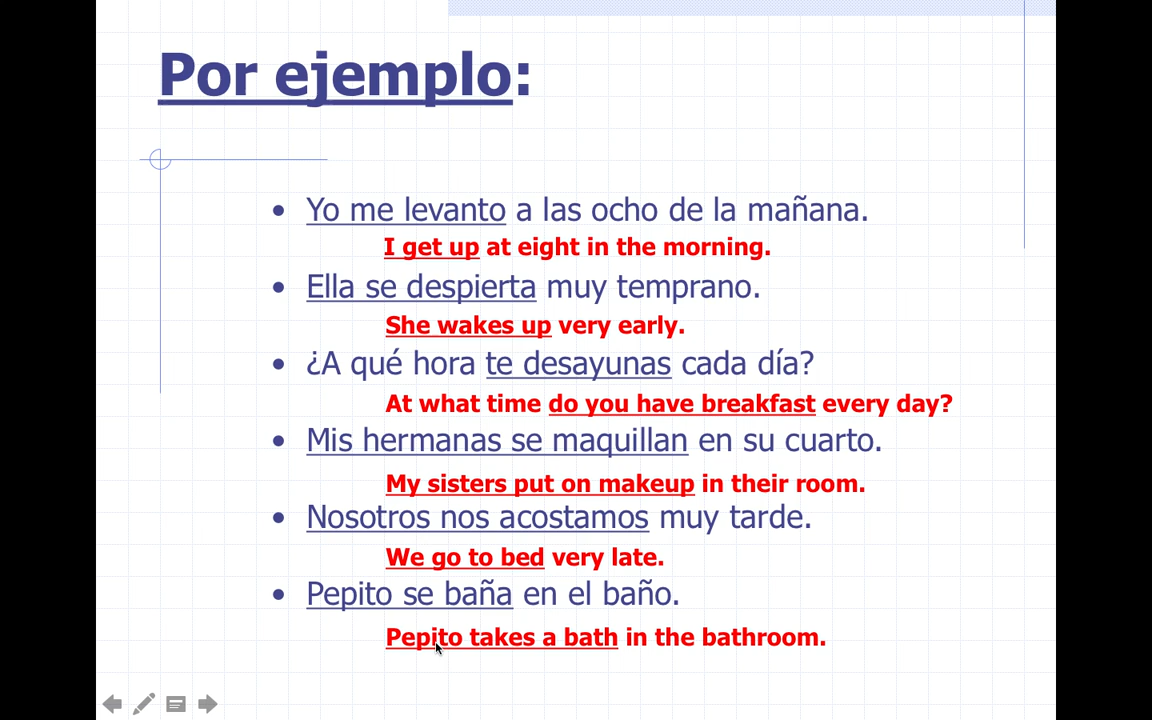 Por ejemplo:
• Yo me levanto a las ocho de la mañana.
I get up at eight in the morning.
• Ella se despierta muy temprano.
She wakes up very early.
• ¿A qué hora te desayunas cada día?
At what time do you have breakfast every day?
• Mis hermanas se maquillan en su cuarto.
My sisters put on makeup in their room.
• Nosotros nos acostamos muy tarde.
We go to bed very late.
• Pepito se baña en el baño.
Pepito takes a bath in the bathroom.